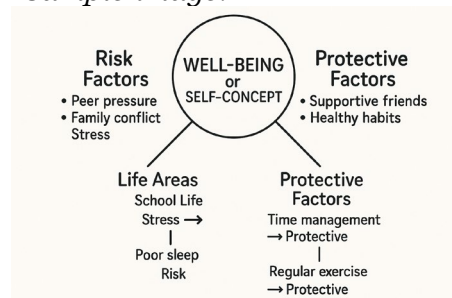 Risk
Factors
• Peer pressure
• Family conflict
Stress
WELL-BEING
or
SELF-CONCEPT
Protective
Factors
• Supportive friends
• Healthy habits
Life Areas
School Life
Stress →
Poor sleep
Risk
Protective
Factors
Time management
→ Protective
Regular exercise
→ Protective